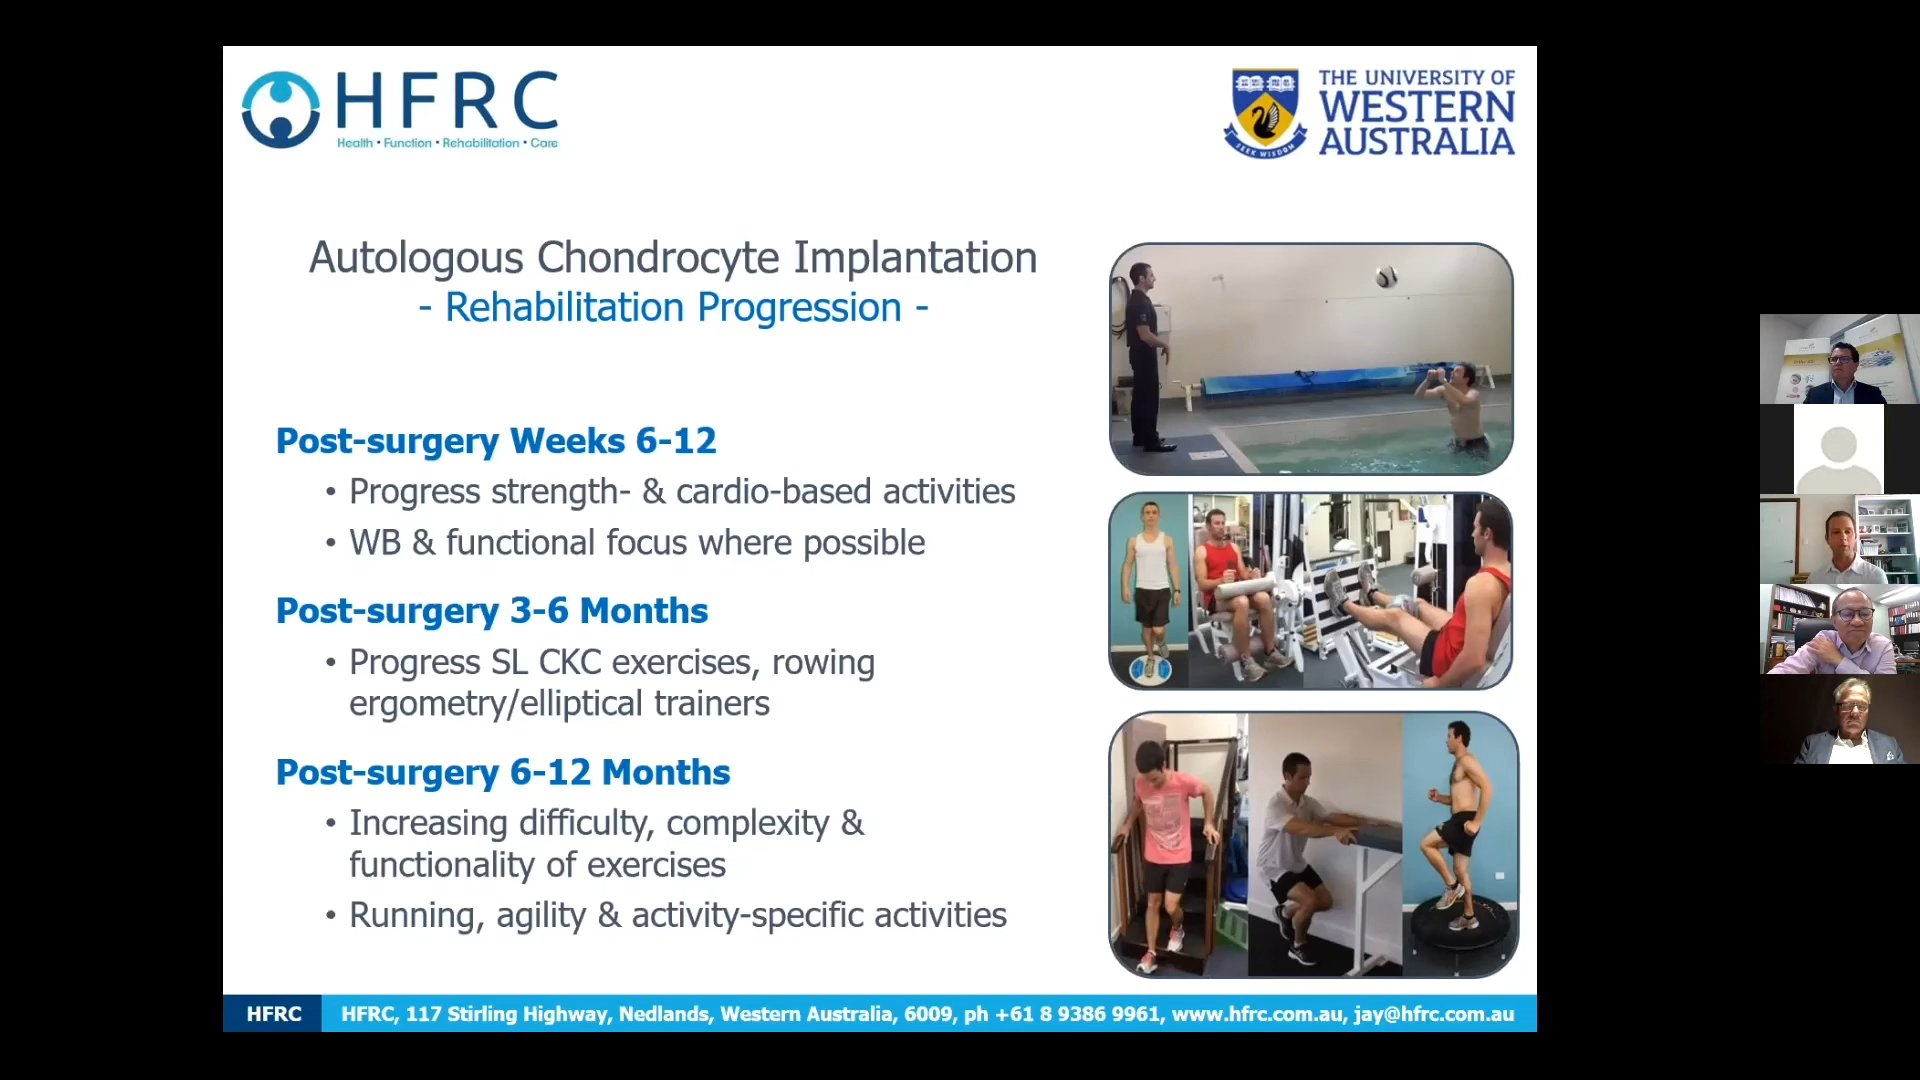 HFRC
Health • Function • Rehabilitation • Care
THE UNIVERSITY OF
WESTERN
AUSTRALIA
SEEK WISDOM
Autologous Chondrocyte Implantation
- Rehabilitation Progression -
Post-surgery Weeks 6-12
• Progress strength- & cardio-based activities
• WB & functional focus where possible
Post-surgery 3-6 Months
• Progress SL CKC exercises, rowing
ergometry/elliptical trainers
Post-surgery 6-12 Months
• Increasing difficulty, complexity &
functionality of exercises
• Running, agility & activity-specific activities
HFRC
HFRC, 117 Stirling Highway, Nedlands, Western Australia, 6009, ph +61 8 9386 9961, www.hfrc.com.au, jay@hfrc.com.au